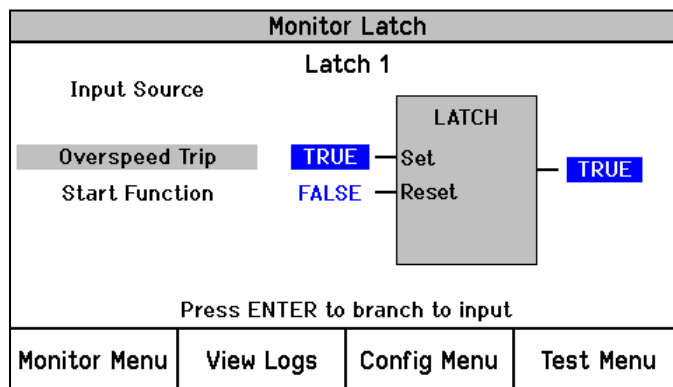 Monitor Latch
Latch 1
Input Source
LATCH
Overspeed Trip TRUE Set TRUE
Start Function FALSE Reset
Press ENTER to branch to input
Monitor Menu View Logs Config Menu Test Menu